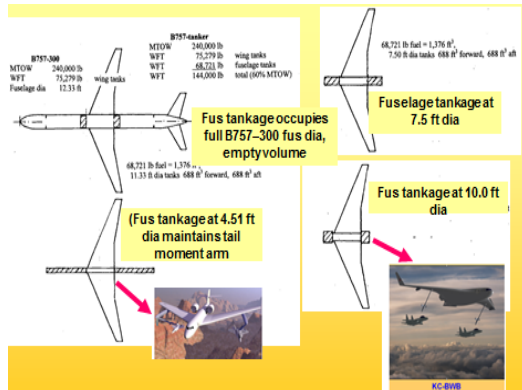 B757-300
MTOW 240,000 lb
WFT 75,279 lb wing tanks
Fuselage dia 12.33 ft
B757-tanker
MTOW 240,000 lb
WFT 75,279 lb wing tanks
WFT 68,721 lb fuselage tanks
WFT 144,000 lb total (60% MTOW)
Fus tankage occupies
full B757–300 fus dia,
empty volume
68,721 lb fuel = 1,376 ft³,
11.33 ft dia tanks 688 ft³ forward, 688 ft³ aft
(Fus tankage at 4.51 ft
dia maintains tail
moment arm
68,721 lb fuel = 1,376 ft³,
7.50 ft dia tanks 688 ft³ forward, 688 ft³ aft
Fuselage tankage at
7.5 ft dia
Fus tankage at 10.0 ft
dia
KC-BWB